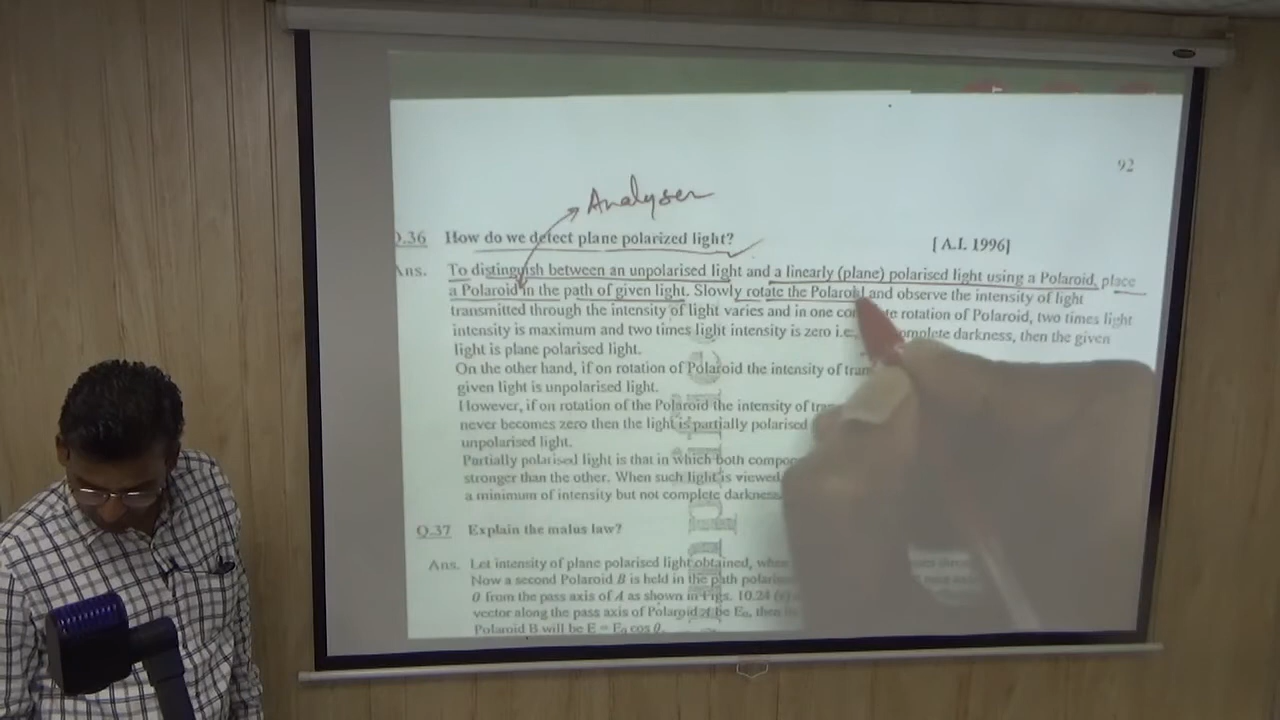 92
Analyser
Q.36 How do we detect plane polarized light? [A.I. 1996]
Ans. To distinguish between an unpolarised light and a linearly (plane) polarised light using a Polaroid, place
a Polaroid in the path of given light. Slowly rotate the Polaroid and observe the intensity of light
transmitted through the intensity of light varies and in one rotation of Polaroid, two times light
intensity is maximum and two times light intensity is zero i.e., complete darkness, then the given
light is plane polarised light.
On the other hand, if on rotation of Polaroid the intensity of
given light is unpolarised light.
However, if on rotation of the Polaroid the intensity of
never becomes zero then the light is partially polarised
unpolarised light.
Partially polarised light is that in which both
stronger than the other. When such light is viewed
a minimum of intensity but not complete darkness.
Q.37 Explain the malus law?
Ans. Let intensity of plane polarised light obtained,
Now a second Polaroid B is held in the path
θ from the pass axis of A as shown in Figs. 10.24
vector along the pass axis of Polaroid be E₀, then
Polaroid B will be E = E₀ cos θ.